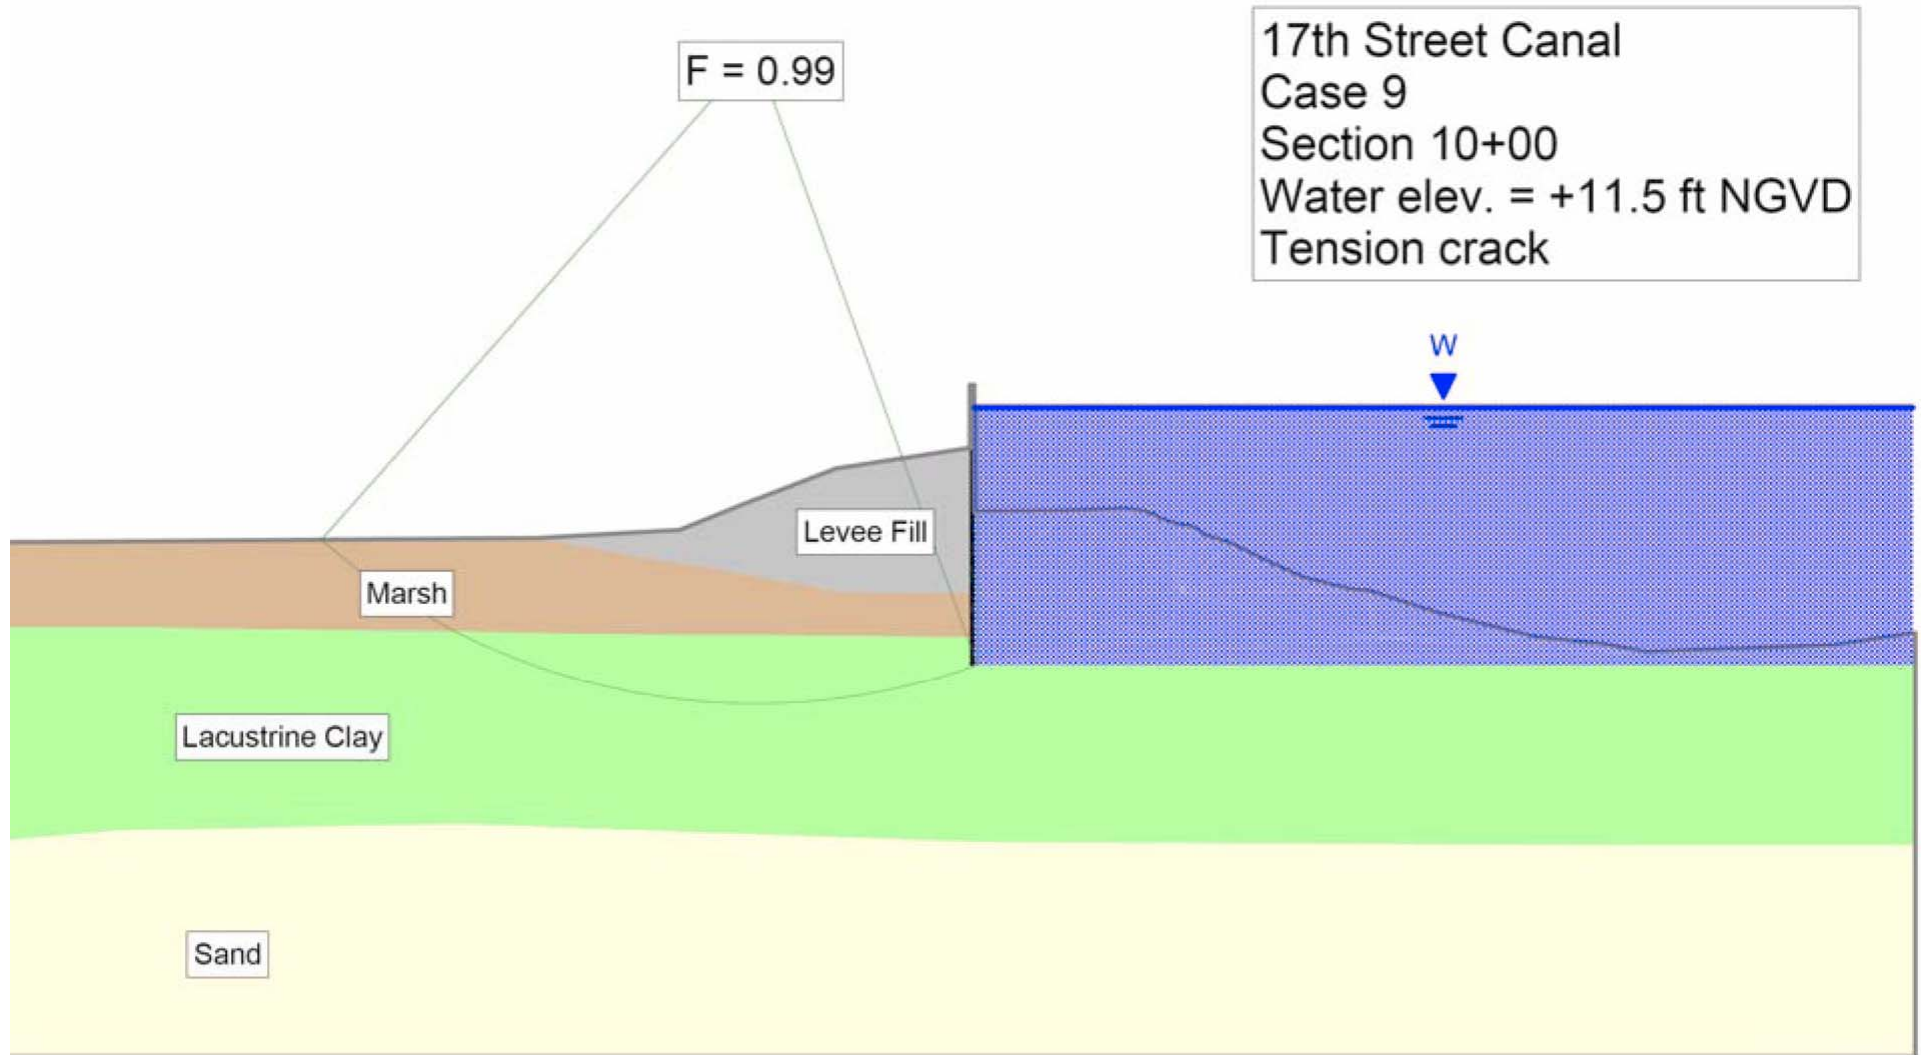 F = 0.99
17th Street Canal
Case 9
Section 10+00
Water elev. = +11.5 ft NGVD
Tension crack
W
Levee Fill
Marsh
Lacustrine Clay
Sand